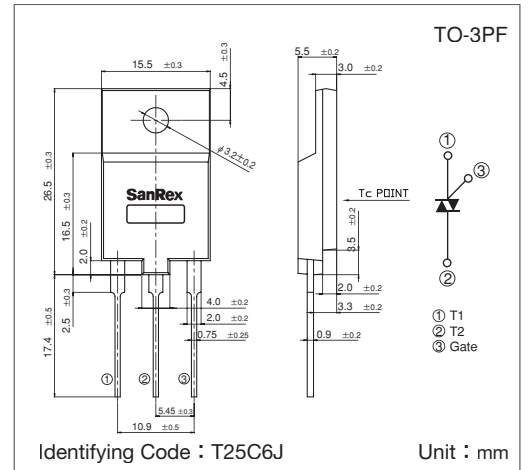 TO-3PF
15.5 ±0.3
4.5 ±0.3
5.5 ±0.2
3.0 ±0.2
φ3.2±0.2
26.5 ±0.3
16.5 ±0.3
2.0 ±0.2
SanRex
Tc POINT
3.5 ±0.2
① 
③
②
17.4 ±0.5
2.5 ±0.3
4.0 ±0.2
2.0 ±0.2
0.75 ±0.25
2.0 ±0.2
3.3 ±0.2
0.9 ±0.2
① T1
② T2
③ Gate
① ② ③
5.45 ±0.3
10.9 ±0.5
Identifying Code：T25C6J
Unit：mm